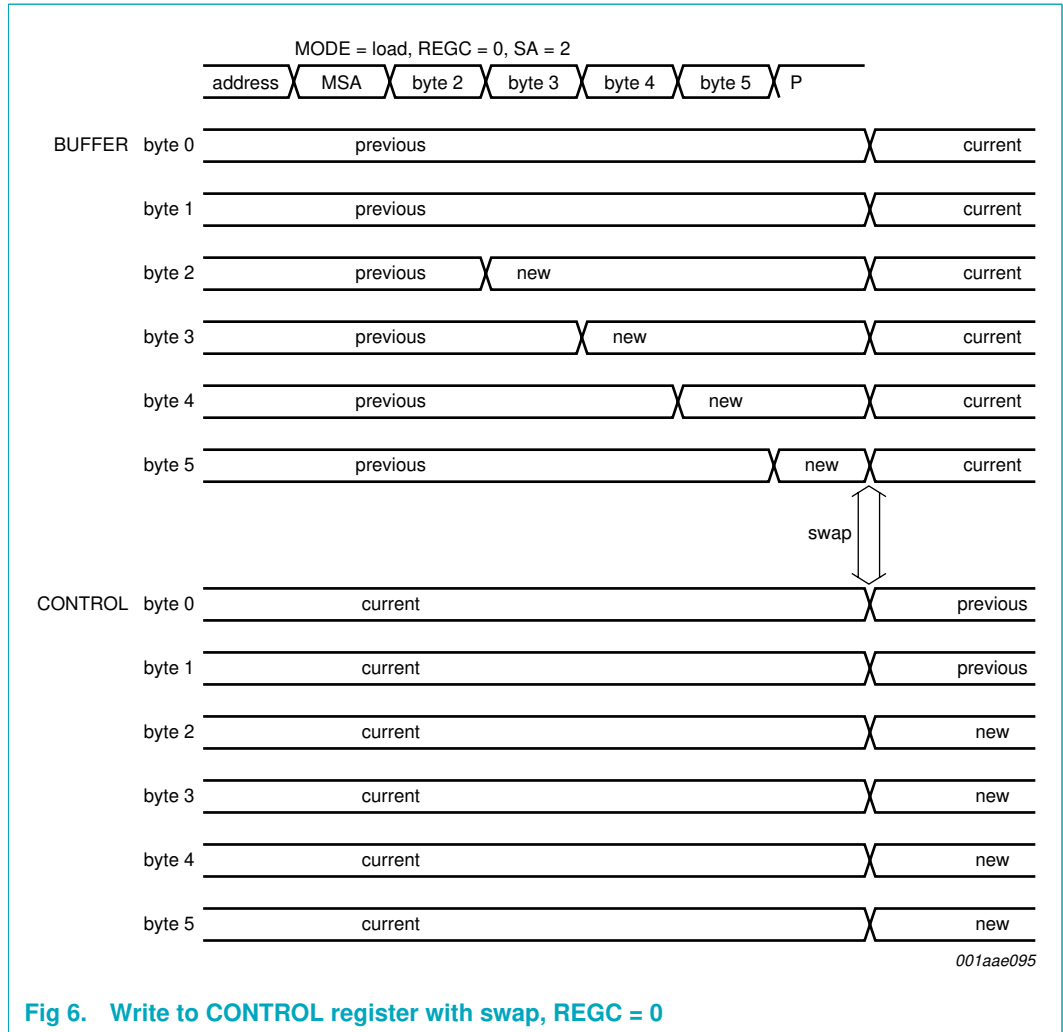 MODE = load, REGC = 0, SA = 2
address MSA byte 2 byte 3 byte 4 byte 5 P
BUFFER byte 0 previous current
byte 1 previous current
byte 2 previous new current
byte 3 previous new current
byte 4 previous new current
byte 5 previous new current
swap
CONTROL byte 0 current previous
byte 1 current previous
byte 2 current new
byte 3 current new
byte 4 current new
byte 5 current new
001aae095
Fig 6. Write to CONTROL register with swap, REGC = 0